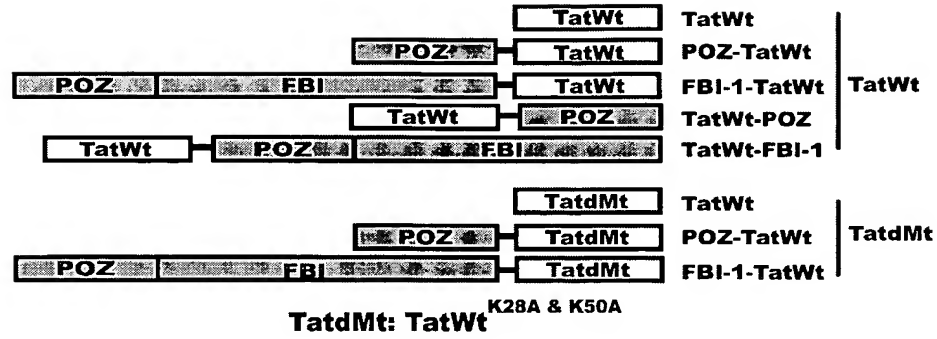 TatWt TatWt
POZ TatWt POZ-TatWt
POZ FBI TatWt FBI-1-TatWt TatWt
TatWt POZ TatWt-POZ
TatWt POZ FBI TatWt-FBI-1
TatdMt TatWt
POZ TatdMt POZ-TatWt TatdMt
POZ FBI TatdMt FBI-1-TatWt
TatdMt: TatWt K28A & K50A